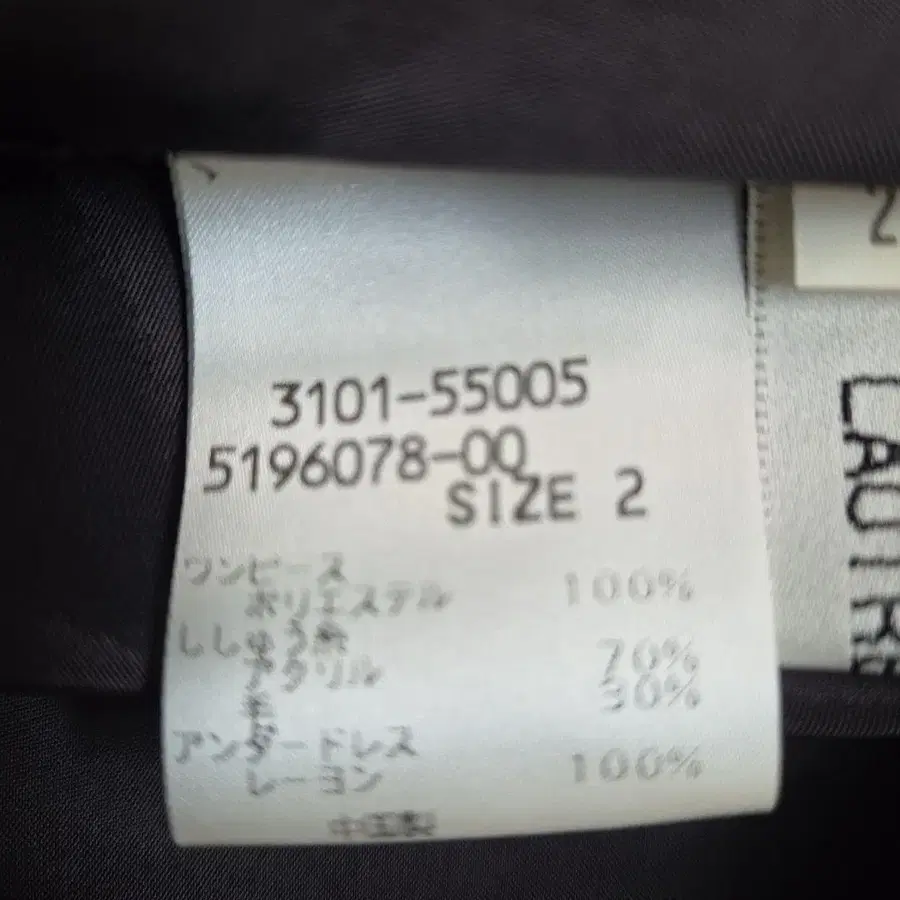 3101-55005
5196078-00
SIZE 2
ワンピース
ポリエステル 100%
ししゅう糸
アクリル 70%
毛 30%
アンダードレス
レーヨン 100%
中国製
2